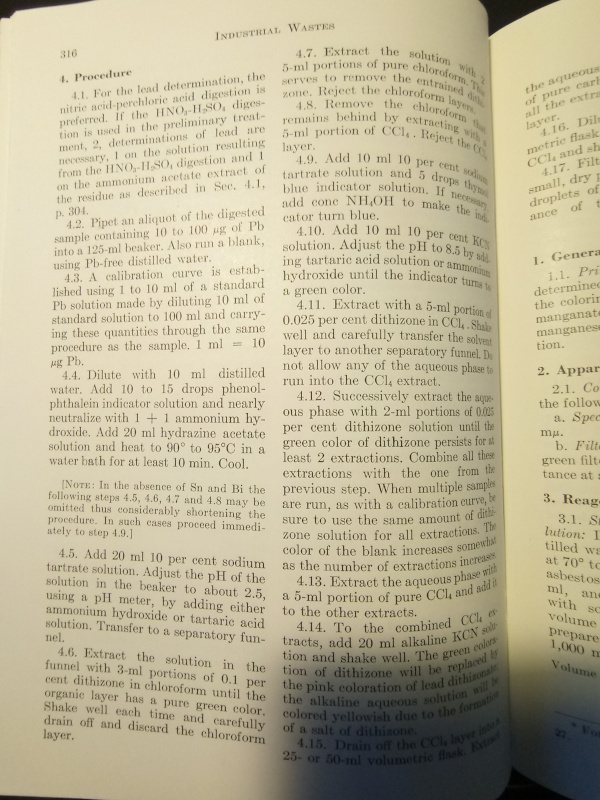 316
INDUSTRIAL WASTES
4. Procedure
4.1. For the lead determination, the
nitric acid-perchloric acid digestion is
preferred. If the HNO₃-H₂SO₄ diges-
tion is used in the preliminary treat-
ment, 2, determinations of lead are
necessary, 1 on the solution resulting
from the HNO₃-H₂SO₄ digestion and 1
on the ammonium acetate extract of
the residue as described in Sec. 4.1,
p. 304.
4.2. Pipet an aliquot of the digested
sample containing 10 to 100 μg of Pb
into a 125-ml beaker. Also run a blank,
using Pb-free distilled water.
4.3. A calibration curve is estab-
lished using 1 to 10 ml of a standard
Pb solution made by diluting 10 ml of
standard solution to 100 ml and carry-
ing these quantities through the same
procedure as the sample. 1 ml = 10
μg Pb.
4.4. Dilute with 10 ml distilled
water. Add 10 to 15 drops phenol-
phthalein indicator solution and nearly
neutralize with 1 + 1 ammonium hy-
droxide. Add 20 ml hydrazine acetate
solution and heat to 90° to 95°C in a
water bath for at least 10 min. Cool.
[NOTE: In the absence of Sn and Bi the
following steps 4.5, 4.6, 4.7 and 4.8 may be
omitted thus considerably shortening the
procedure. In such cases proceed immedi-
ately to step 4.9.]
4.5. Add 20 ml 10 per cent sodium
tartrate solution. Adjust the pH of the
solution in the beaker to about 2.5,
using a pH meter, by adding either
ammonium hydroxide or tartaric acid
solution. Transfer to a separatory fun-
nel.
4.6. Extract the solution in the
funnel with 3-ml portions of 0.1 per
cent dithizone in chloroform until the
organic layer has a pure green color.
Shake well each time and carefully
drain off and discard the chloroform
layer.
4.7. Extract the solution with 2
5-ml portions of pure chloroform. This
serves to remove the entrained dithi-
zone. Reject the chloroform layers.
4.8. Remove the chloroform that
remains behind by extracting with a
5-ml portion of CCl₄. Reject the CCl₄
layer.
4.9. Add 10 ml 10 per cent sodium
tartrate solution and 5 drops thymol
blue indicator solution. If necessary,
add conc NH₄OH to make the indi-
cator turn blue.
4.10. Add 10 ml 10 per cent KCN
solution. Adjust the pH to 8.5 by add-
ing tartaric acid solution or ammonium
hydroxide until the indicator turns to
a green color.
4.11. Extract with a 5-ml portion of
0.025 per cent dithizone in CCl₄. Shake
well and carefully transfer the solvent
layer to another separatory funnel. Do
not allow any of the aqueous phase to
run into the CCl₄ extract.
4.12. Successively extract the aque-
ous phase with 2-ml portions of 0.025
per cent dithizone solution until the
green color of dithizone persists for at
least 2 extractions. Combine all these
extractions with the one from the
previous step. When multiple samples
are run, as with a calibration curve, be
sure to use the same amount of dithi-
zone solution for all extractions. The
color of the blank increases somewhat
as the number of extractions increases.
4.13. Extract the aqueous phase with
a 5-ml portion of pure CCl₄ and add it
to the other extracts.
4.14. To the combined CCl₄ ex-
tracts, add 20 ml alkaline KCN solu-
tion and shake well. The green colora-
tion of dithizone will be replaced by
the pink coloration of lead dithizonate;
the alkaline aqueous solution will be
colored yellowish due to the formation
of a salt of dithizone.
4.15. Drain off the CCl₄ layer into a
25- or 50-ml volumetric flask. Extract
the aqueous
of pure carb
all the extra
layer.
4.16. Dil
metric flask
CCl₄ and sh
4.17. Filt
small, dry p
droplets of
ance of t
1. Genera
1.1. Pri
determined
the colorin
manganate
manganese
tion.
2. Appar
2.1. Co
the follow
a. Spec
mμ.
b. Filt
green filte
tance at
3. Reage
3.1. S
lution: 
tilled wa
at 70° to
asbestos
ml, an
with so
volume
prepare
1,000 m
Volume
27.